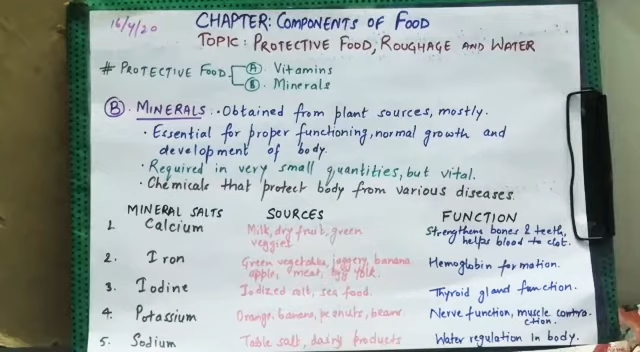 16/4/20
CHAPTER: COMPONENTS OF FOOD
TOPIC: PROTECTIVE FOOD, ROUGHAGE AND WATER
# PROTECTIVE FOOD A Vitamins
B Minerals
B MINERALS: · Obtained from plant sources, mostly.
· Essential for proper functioning, normal growth and
development of body.
· Required in very small quantities, but vital.
· Chemicals that protect body from various diseases.
MINERAL SALTS SOURCES FUNCTION
1. Calcium Milk, dry fruit, green Strengthens bones & teeth,
veggies helps blood to clot.
2. Iron Green vegetables, jaggery, banana Hemoglobin formation.
apple, meat, egg yolk.
3. Iodine Iodized salt, sea food. Thyroid gland function.
4. Potassium Orange, banana, peanuts, beans Nerve function, muscle contra-
ction.
5. Sodium Table salt, dairy products Water regulation in body.